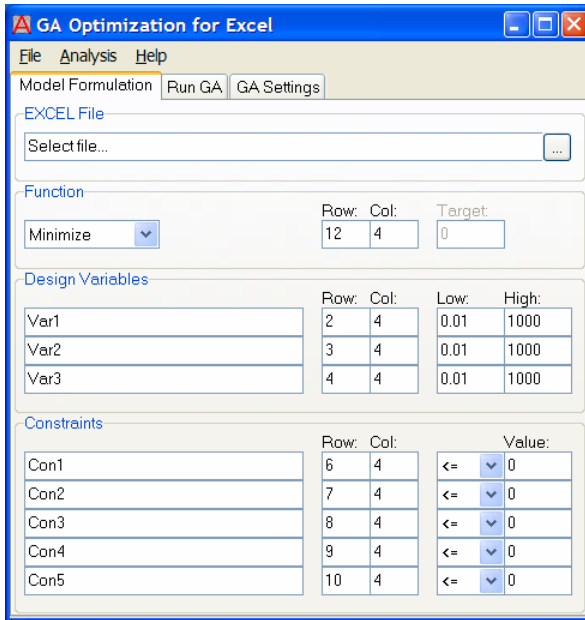 GA Optimization for Excel
File Analysis Help
Model Formulation Run GA GA Settings
EXCEL File
Select file... ...
Function
Row: Col: Target:
Minimize 12 4 0
Design Variables
Row: Col: Low: High:
Var1 2 4 0.01 1000
Var2 3 4 0.01 1000
Var3 4 4 0.01 1000
Constraints
Row: Col: Value:
Con1 6 4 <= 0
Con2 7 4 <= 0
Con3 8 4 <= 0
Con4 9 4 <= 0
Con5 10 4 <= 0